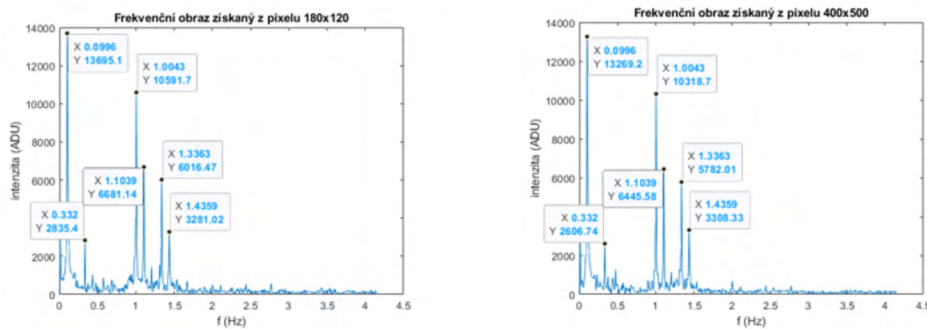 Frekvenční obraz získaný z pixelu 180x120
14000
12000
10000
8000
6000
4000
2000
0
intenzita (ADU)
X 0.0996
Y 13695.1
X 1.0043
Y 10591.7
X 1.3363
Y 6016.47
X 1.1039
Y 6681.14
X 1.4359
Y 3281.02
X 0.332
Y 2835.4
0 0.5 1 1.5 2 2.5 3 3.5 4 4.5
f (Hz)
Frekvenční obraz získaný z pixelu 400x500
14000
12000
10000
8000
6000
4000
2000
0
intenzita (ADU)
X 0.0996
Y 13269.2
X 1.0043
Y 10318.7
X 1.3363
Y 5782.01
X 1.1039
Y 6445.58
X 1.4359
Y 3308.33
X 0.332
Y 2606.74
0 0.5 1 1.5 2 2.5 3 3.5 4 4.5
f (Hz)